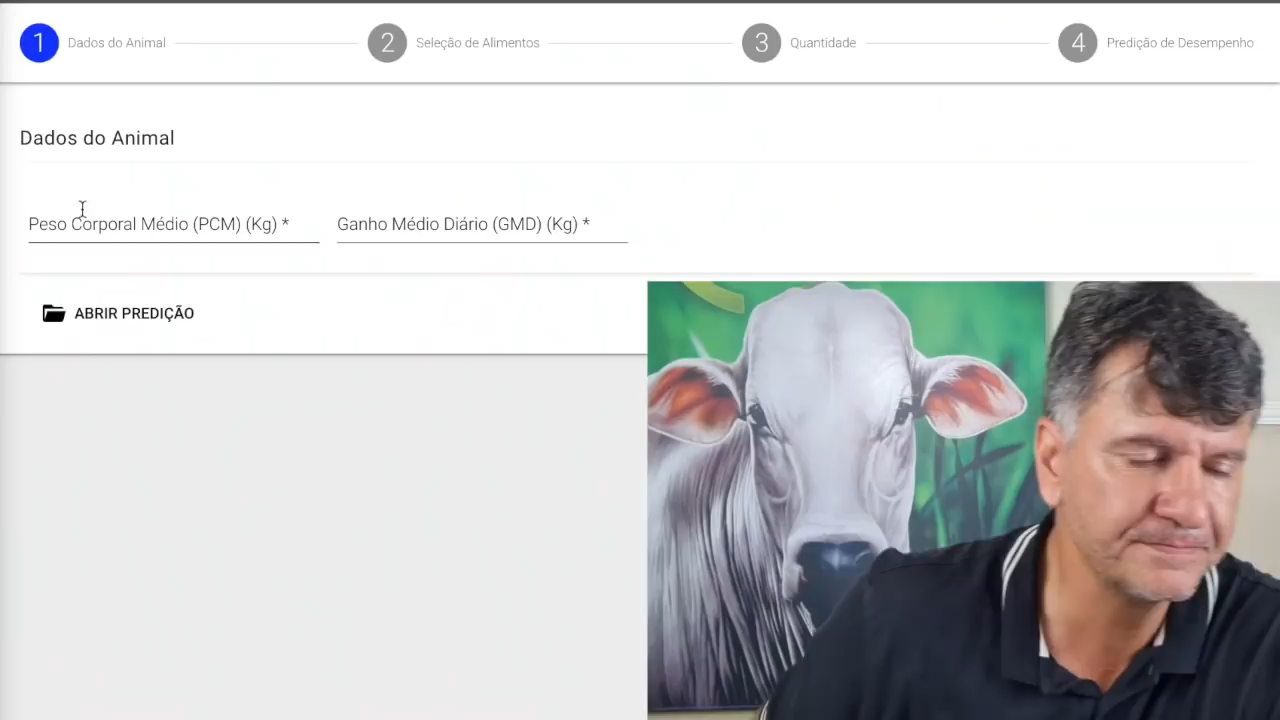 1 Dados do Animal
2 Seleção de Alimentos
3 Quantidade
4 Predição de Desempenho
Dados do Animal
Peso Corporal Médio (PCM) (Kg) *
Ganho Médio Diário (GMD) (Kg) *
ABRIR PREDIÇÃO